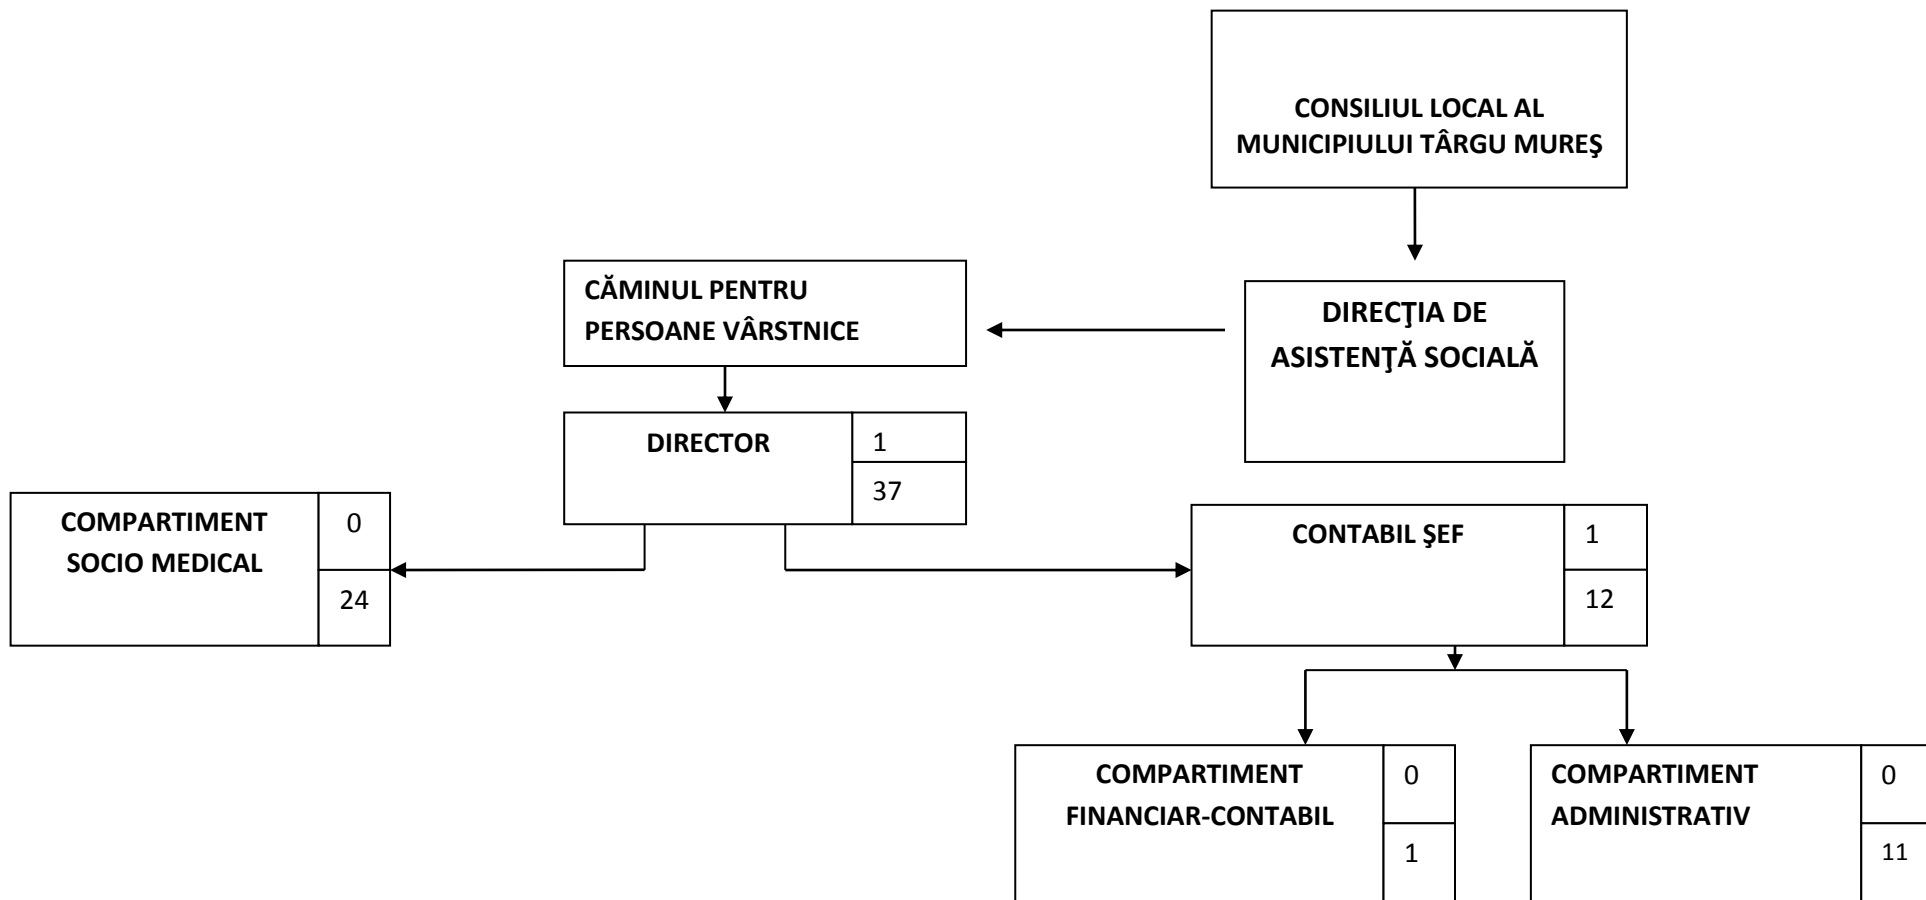 CONSILIUL LOCAL AL
MUNICIPIULUI TÂRGU MUREŞ
CĂMINUL PENTRU
PERSOANE VÂRSTNICE
DIRECŢIA DE
ASISTENŢĂ SOCIALĂ
DIRECTOR
1
37
COMPARTIMENT
SOCIO MEDICAL
0
24
CONTABIL ŞEF
1
12
COMPARTIMENT
FINANCIAR-CONTABIL
0
1
COMPARTIMENT
ADMINISTRATIV
0
11